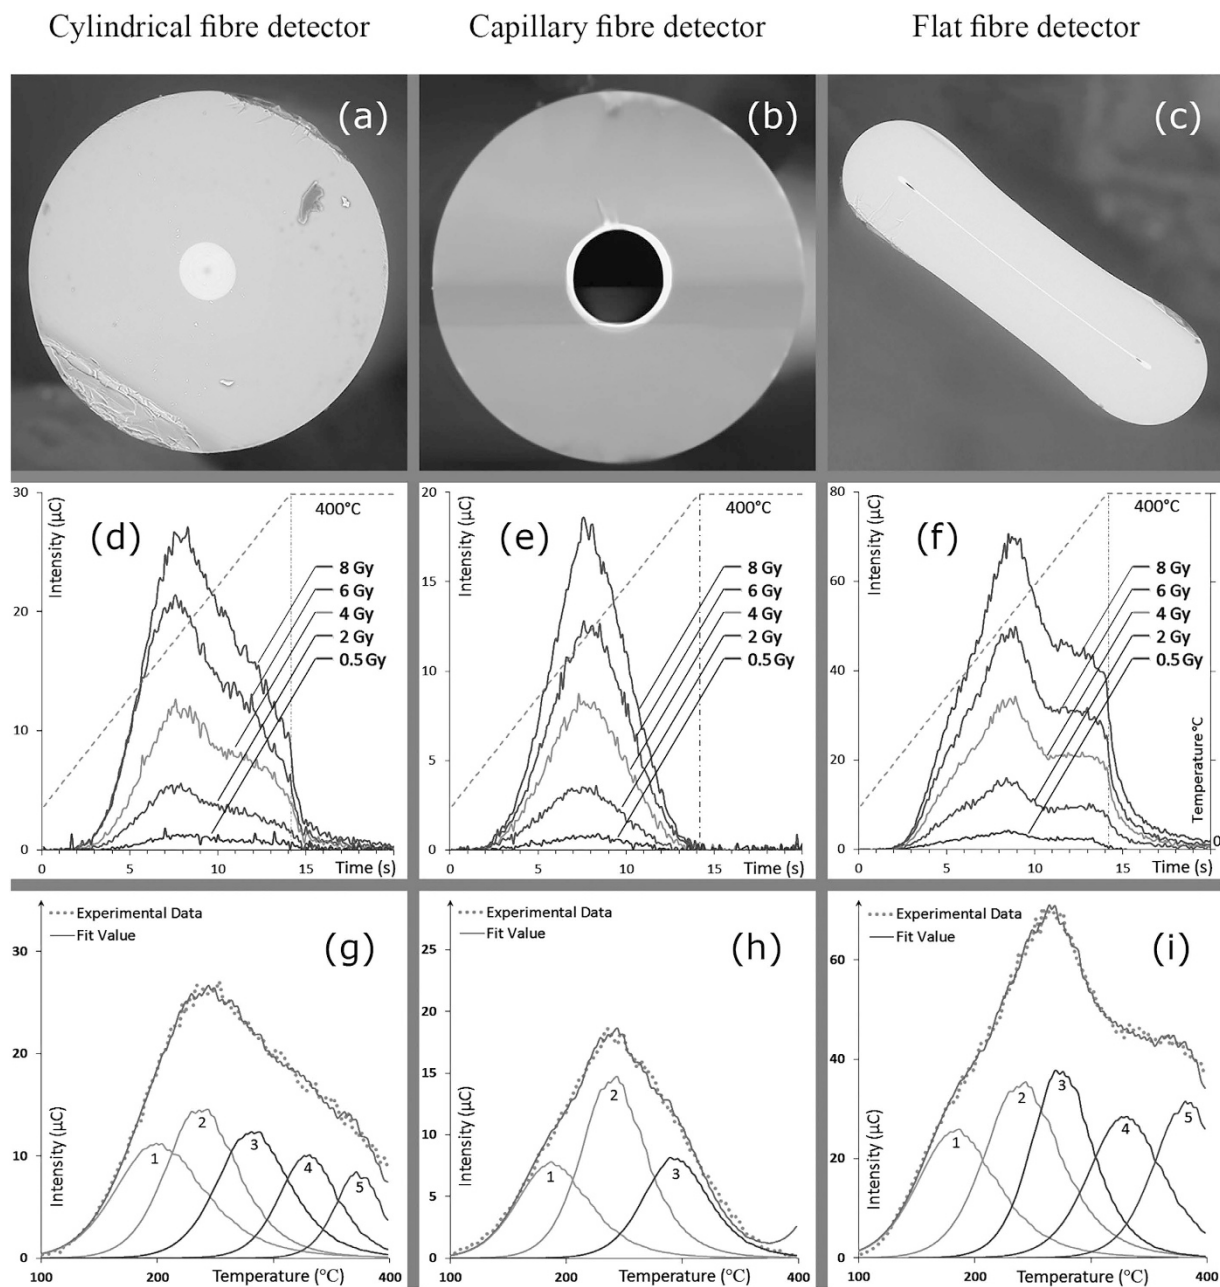 Cylindrical fibre detector
Capillary fibre detector
Flat fibre detector
(a)
(b)
(c)
30
Intensity (µC)
20
10
0
(d)
400°C
8 Gy
6 Gy
4 Gy
2 Gy
0.5 Gy
0 5 10 15 Time (s)
20
Intensity (µC)
15
10
5
0
(e)
400°C
8 Gy
6 Gy
4 Gy
2 Gy
0.5 Gy
0 5 10 15 Time (s)
80
Intensity (µC)
60
40
20
0
(f)
400°C
8 Gy
6 Gy
4 Gy
2 Gy
0.5 Gy
Temperature°C
0
0 5 10 15 Time (s)
Experimental Data
Fit Value
(g)
30
20
10
0
Intensity (µC)
1
2
3
4
5
100 200 Temperature (°C) 400
Experimental Data
Fit Value
(h)
25
20
15
10
5
0
Intensity (µC)
1
2
3
100 200 Temperature (°C) 400
Experimental Data
Fit Value
(i)
60
40
20
0
Intensity (µC)
1
2
3
4
5
100 200 Temperature (°C) 400